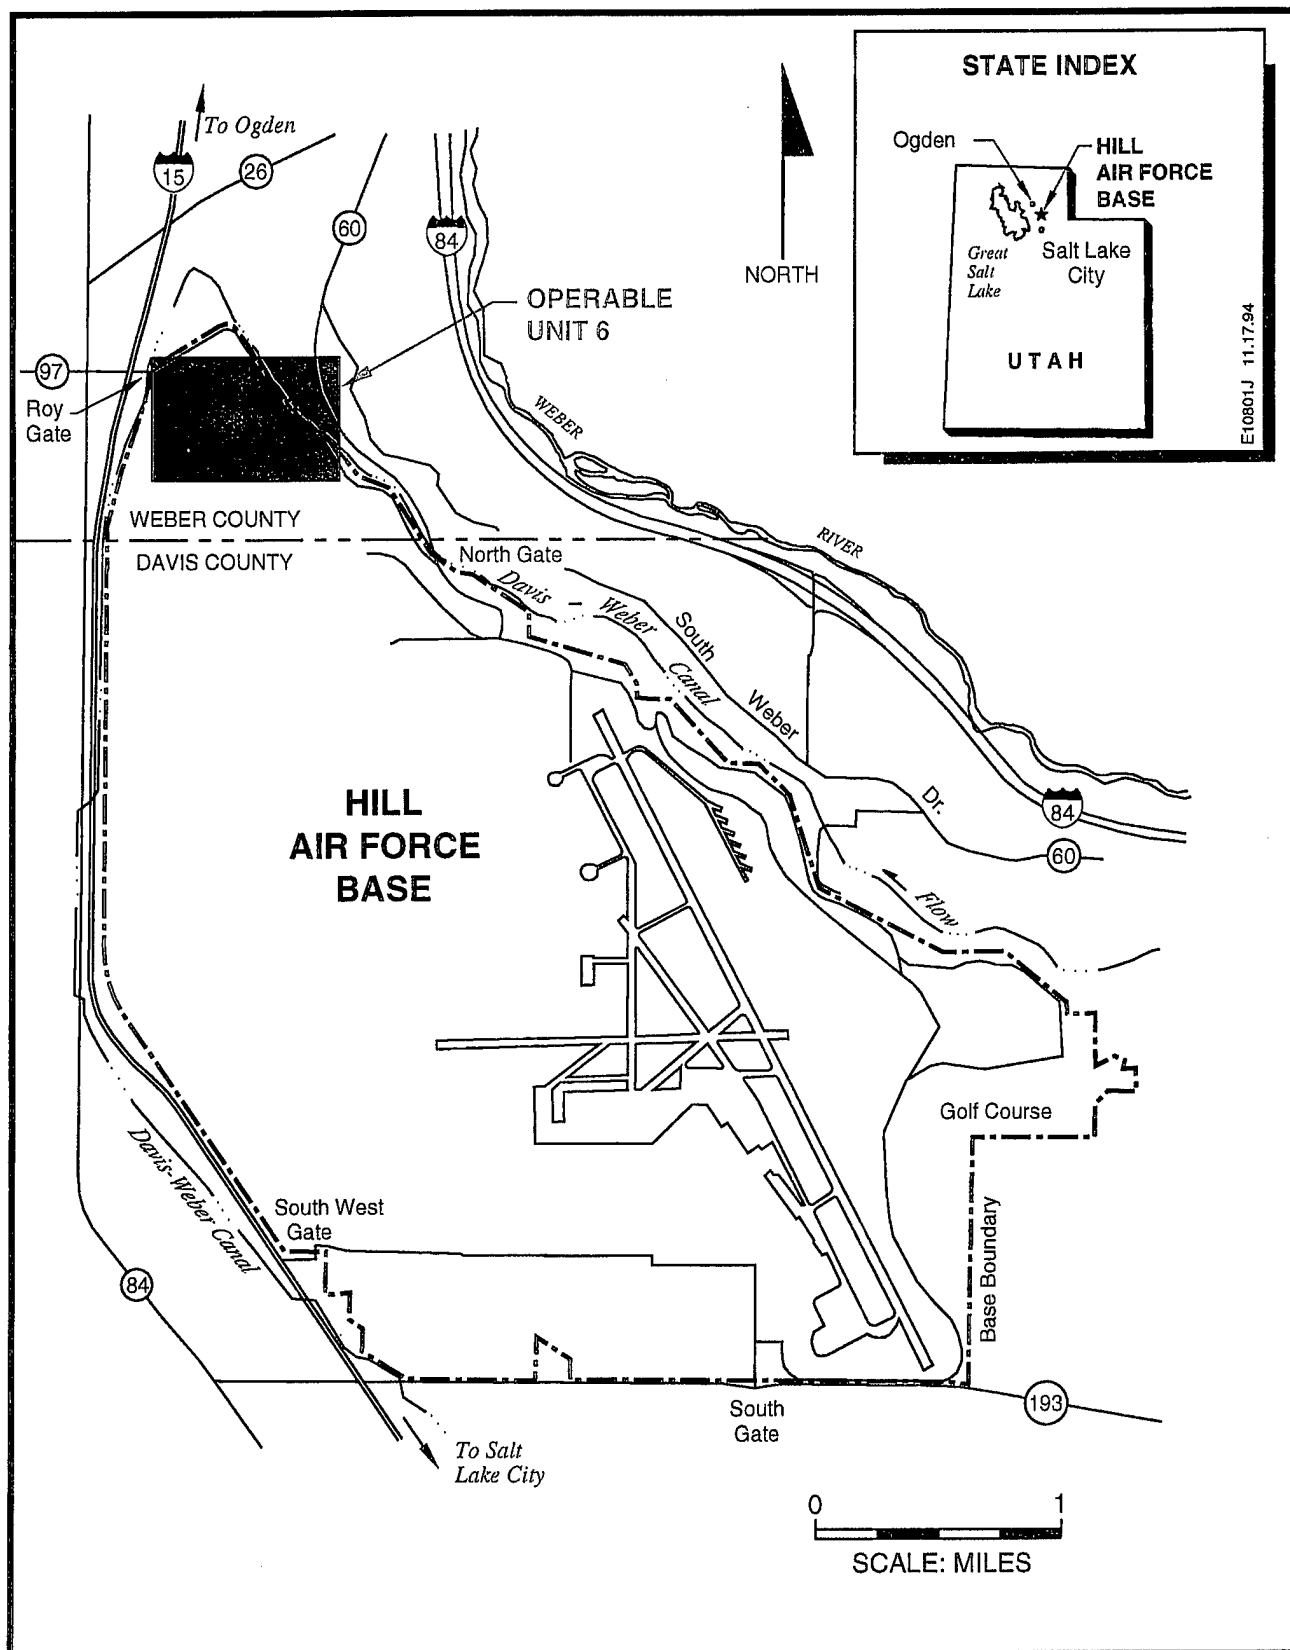 STATE INDEX
Ogden
HILL
AIR FORCE
BASE
Great
Salt
Lake
Salt Lake
City
UTAH
E10801J 11.17.94
To Ogden
15
26
60
84
NORTH
OPERABLE
UNIT 6
97
Roy
Gate
WEBER
RIVER
WEBER COUNTY
DAVIS COUNTY
North Gate
Davis - Weber Canal
South Weber Dr.
HILL
AIR FORCE
BASE
84
60
Flow
Golf Course
Davis-Weber Canal
South West
Gate
Base Boundary
84
193
South
Gate
To Salt
Lake City
0 1
SCALE: MILES